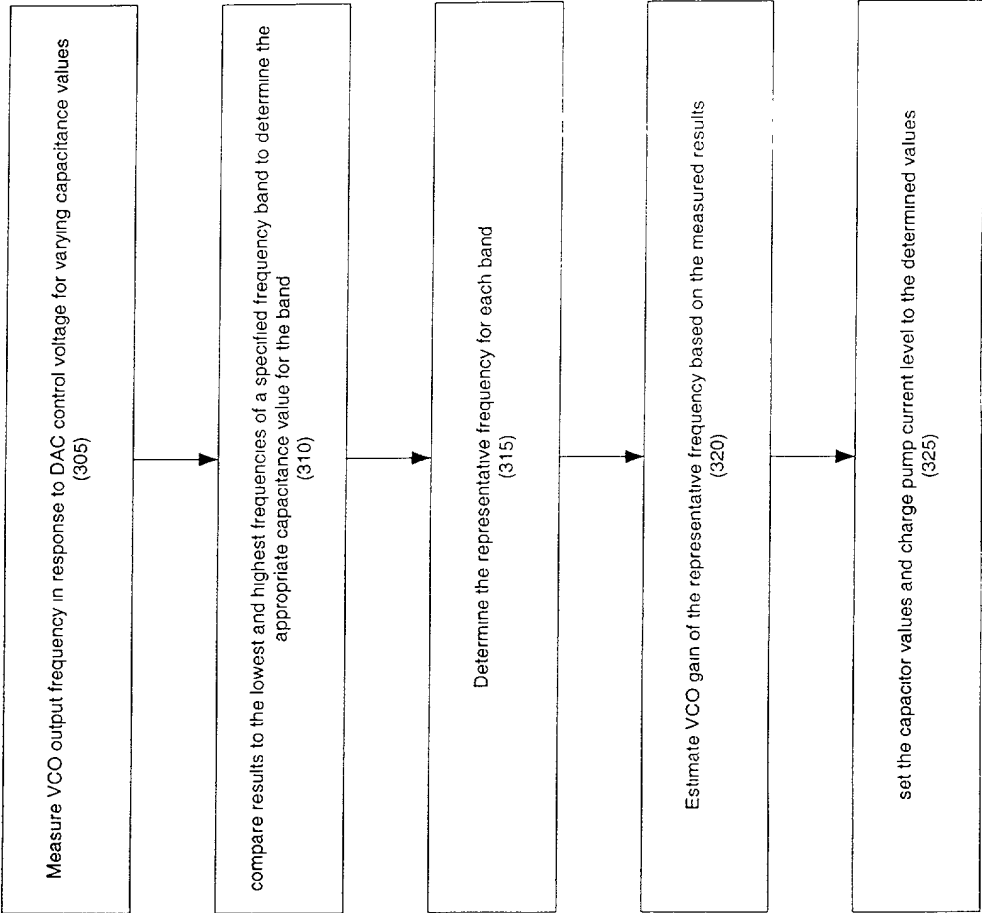 Measure VCO output frequency in response to DAC control voltage for varying capacitance values
(305)
compare results to the lowest and highest frequencies of a specified frequency band to determine the
appropriate capacitance value for the band
(310)
Determine the representative frequency for each band
(315)
Estimate VCO gain of the representative frequency based on the measured results
(320)
set the capacitor values and charge pump current level to the determined values
(325)